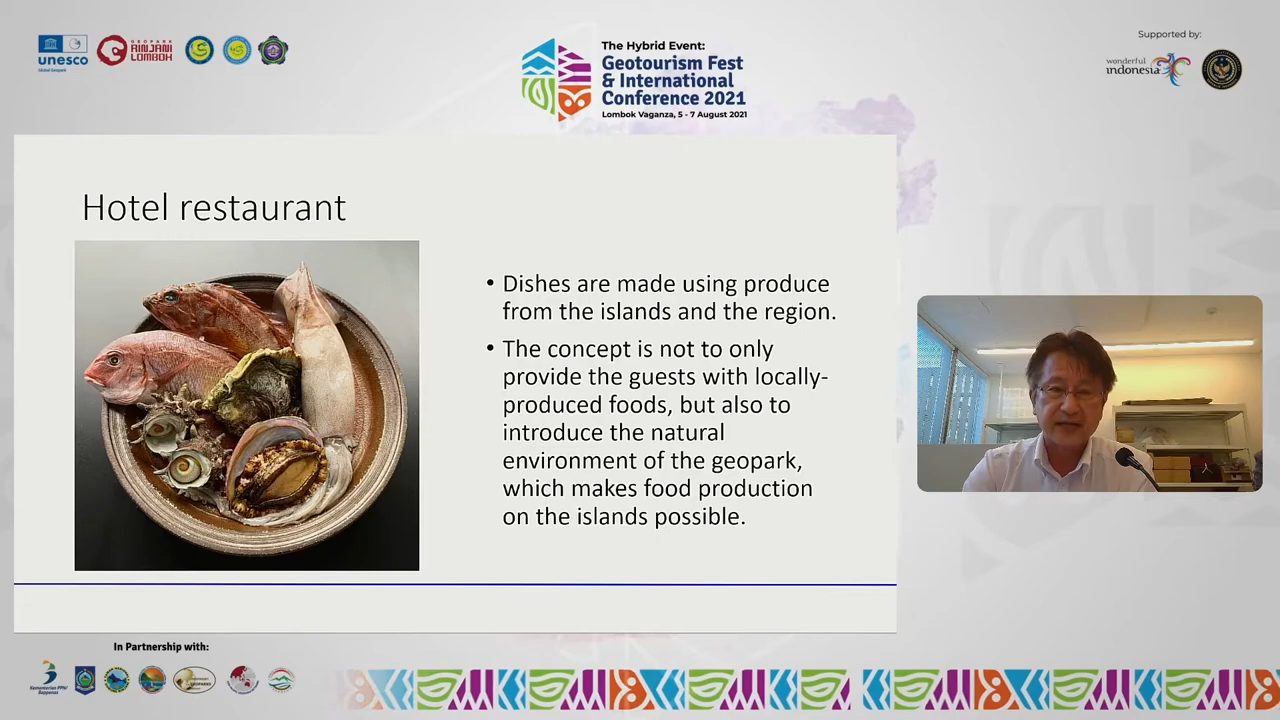 unesco
Global Geopark
GEOPARK
RINJANI
LOMBOK
The Hybrid Event:
Geotourism Fest
& International
Conference 2021
Lombok Vaganza, 5 - 7 August 2021
Supported by:
wonderful
indonesia
Hotel restaurant
• Dishes are made using produce
from the islands and the region.
• The concept is not to only
provide the guests with locally-
produced foods, but also to
introduce the natural
environment of the geopark,
which makes food production
on the islands possible.
In Partnership with:
Kementerian PPN/
Bappenas